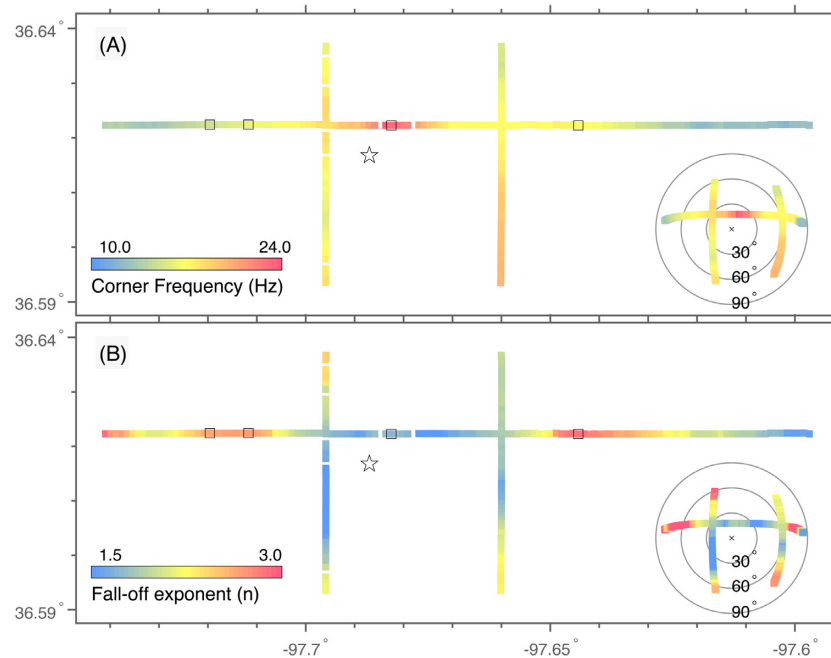 36.64°
(A)
30°
60°
90°
10.0 24.0
Corner Frequency (Hz)
36.59°
36.64°
(B)
30°
60°
90°
1.5 3.0
Fall-off exponent (n)
36.59°
-97.7° -97.65° -97.6°